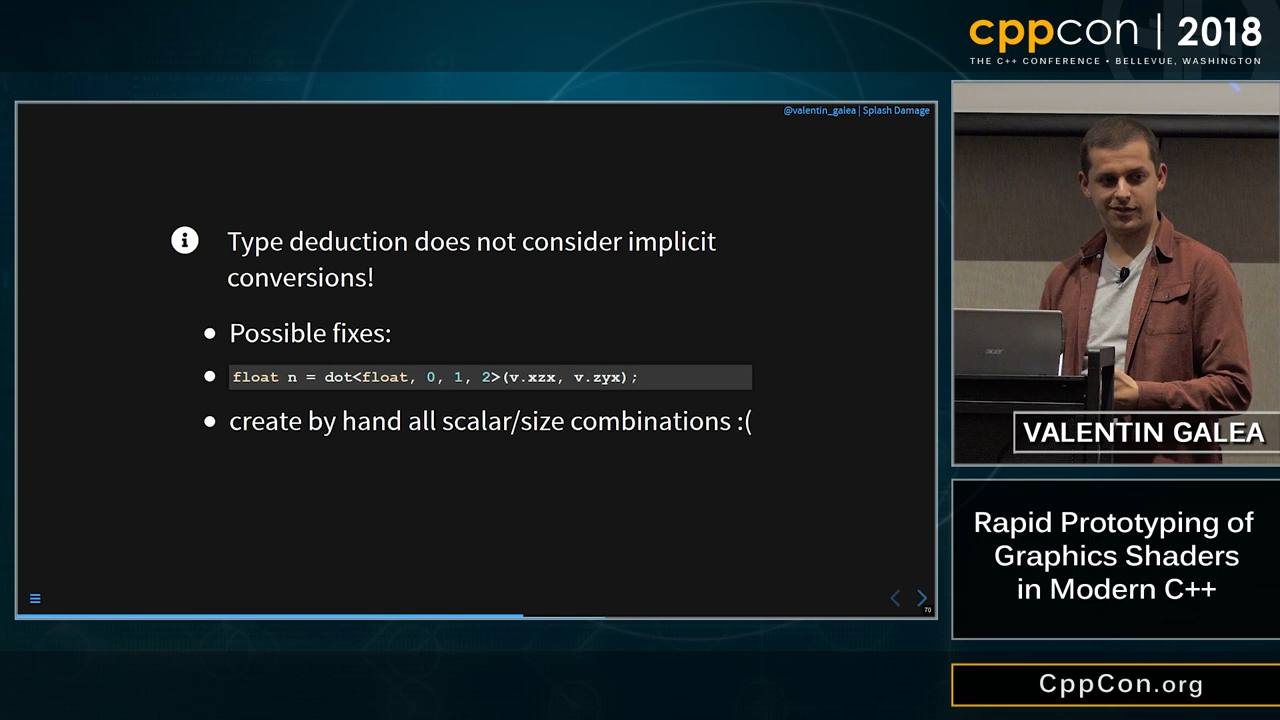 cppcon | 2018
THE C++ CONFERENCE • BELLEVUE, WASHINGTON
@valentin_galea | Splash Damage
Type deduction does not consider implicit
conversions!
Possible fixes:
float n = dot<float, 0, 1, 2>(v.xzx, v.zyx);
create by hand all scalar/size combinations :(
70
acer
VALENTIN GALEA
Rapid Prototyping of
Graphics Shaders
in Modern C++
CppCon.org